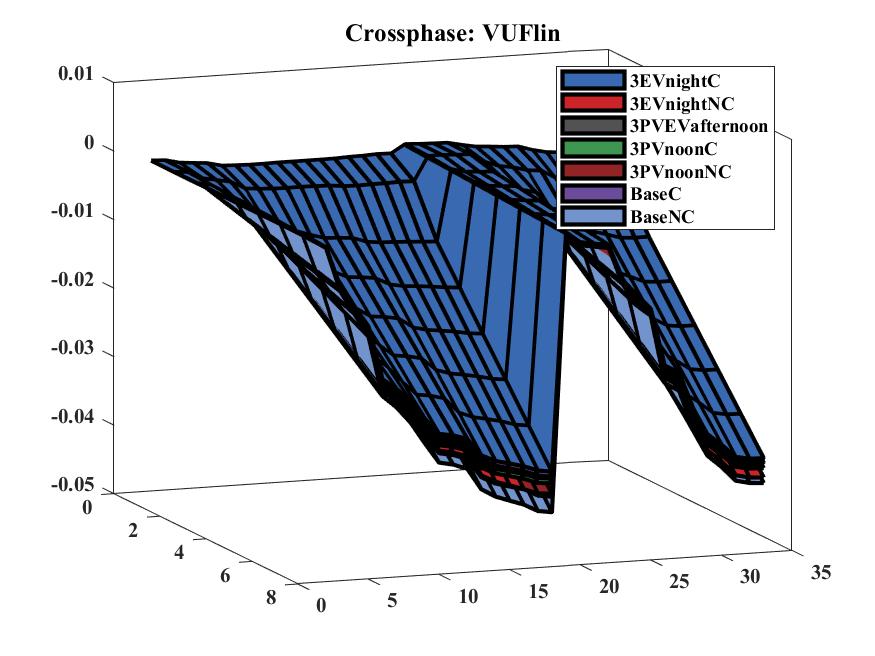 Crossphase: VUFlin
3EVnightC
3EVnightNC
3PVEVafternoon
3PVnoonC
3PVnoonNC
BaseC
BaseNC
0.01
0
-0.01
-0.02
-0.03
-0.04
-0.05
0
2
4
6
8
0
5
10
15
20
25
30
35